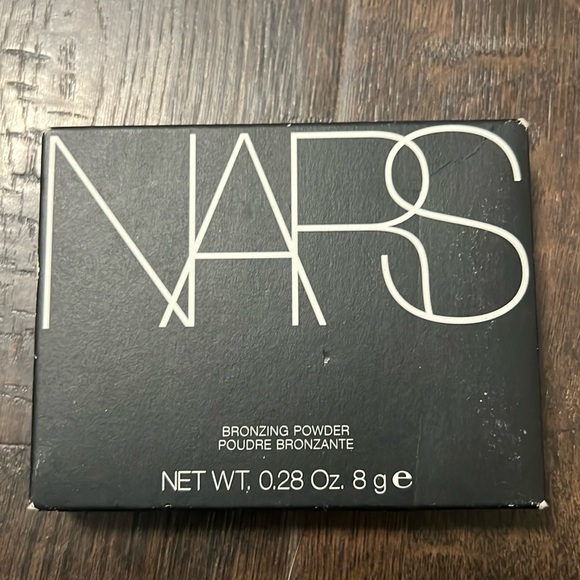 NARS
BRONZING POWDER
POUDRE BRONZANTE
NET WT. 0.28 Oz. 8 g ℮